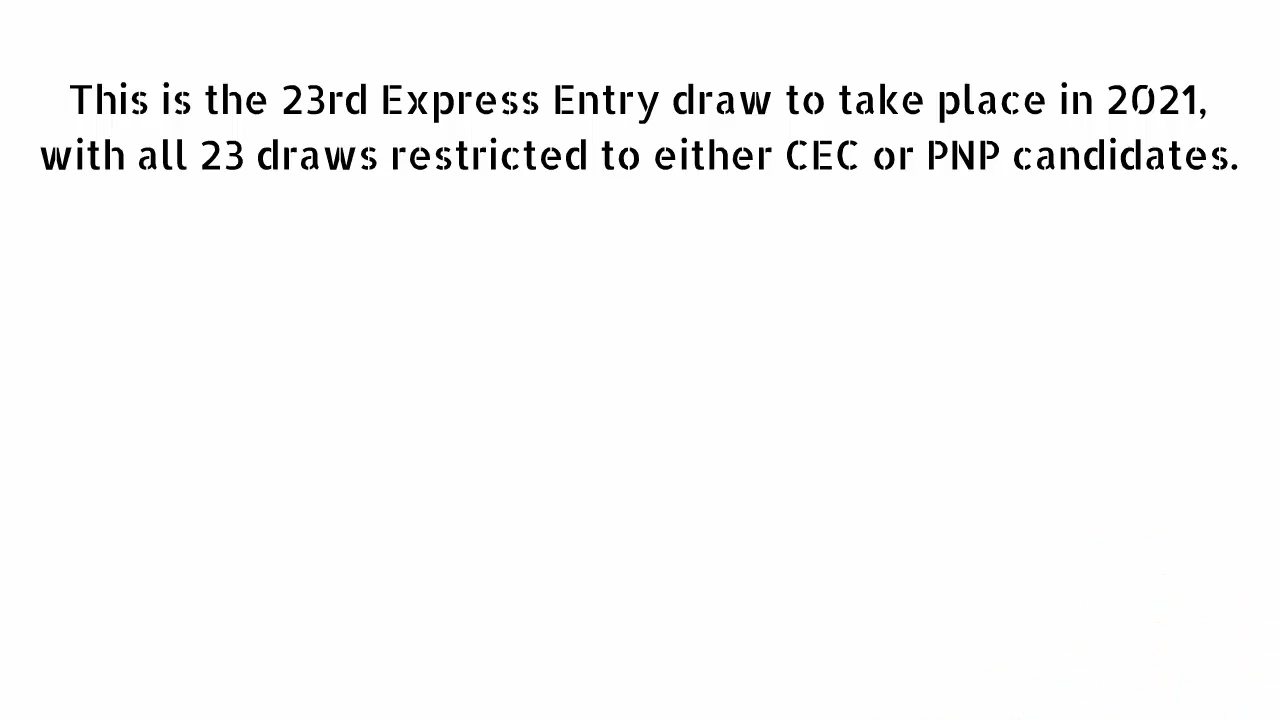 This is the 23rd Express Entry draw to take place in 2021,
with all 23 draws restricted to either CEC or PNP candidates.